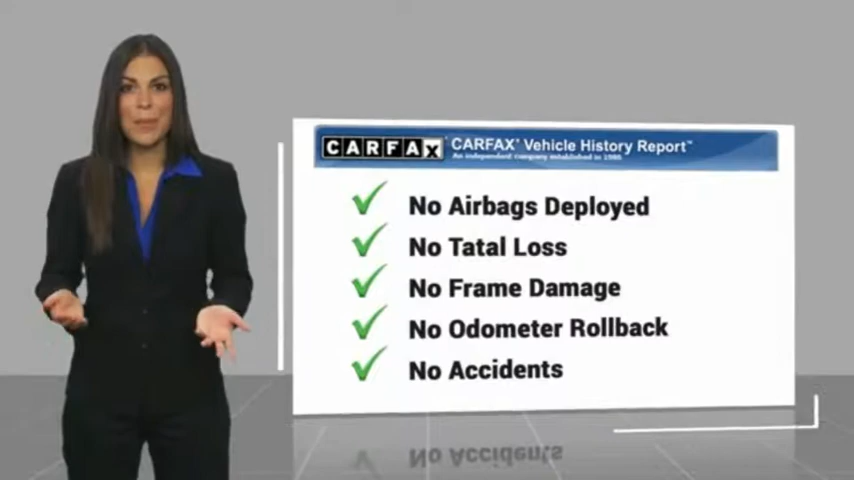 CARFAX CARFAX® Vehicle History Report™
An independent company established in 1986
No Airbags Deployed
No Tatal Loss
No Frame Damage
No Odometer Rollback
No Accidents
No Accidents